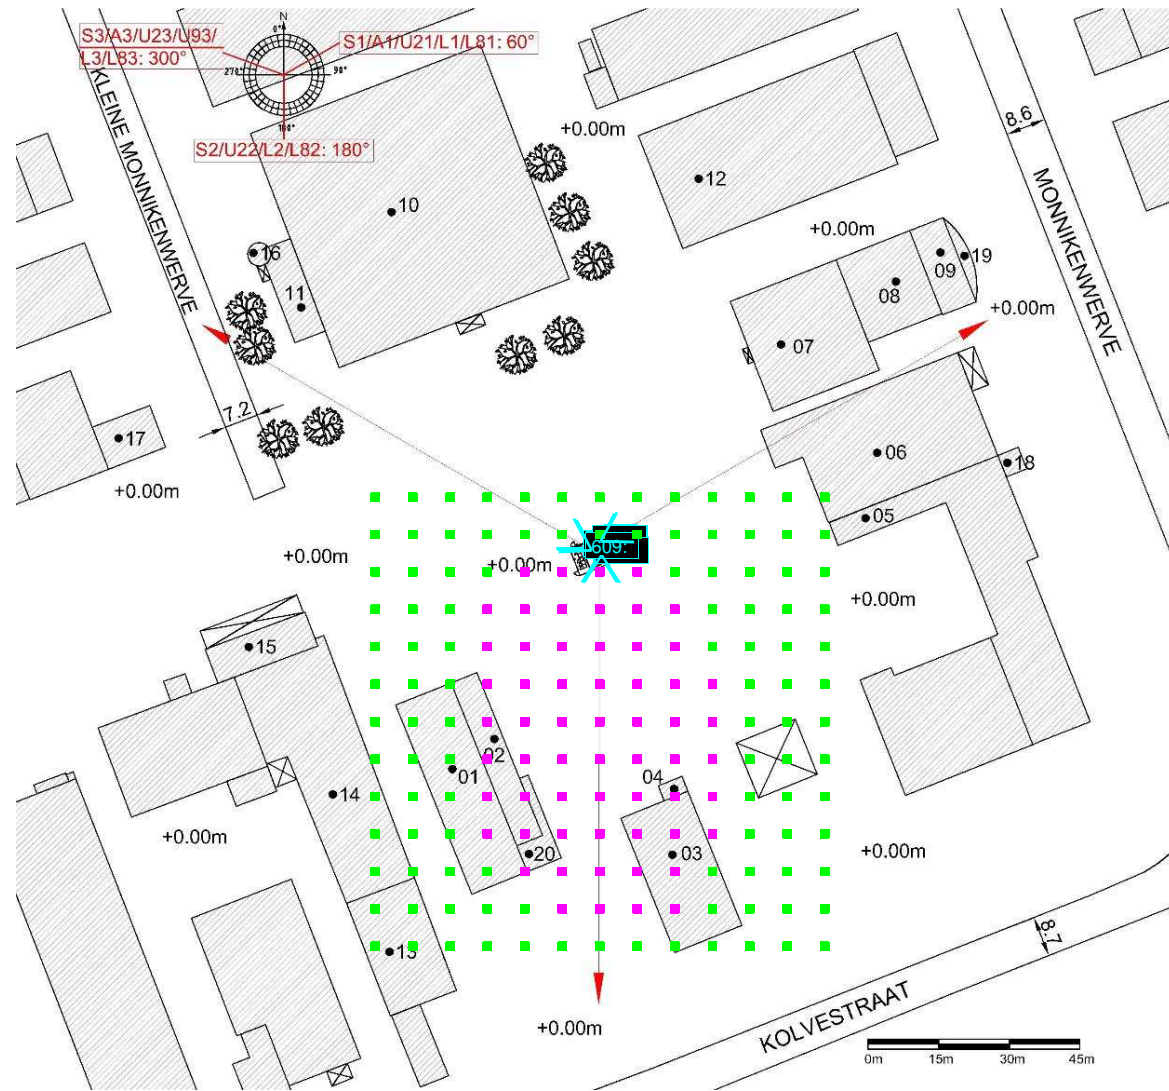 S3/A3/U23/U93/
L3/L83: 300°
N
0°
S1/A1/U21/L1/L81: 60°
270°
90°
180°
S2/U22/L2/L82: 180°
KLEINE MONNIKENWERVE
+0.00m
8.6
12
10
MONNIKENWERVE
+0.00m
16
09
19
08
11
+0.00m
07
7.2
17
06
18
+0.00m
05
609:
+0.00m
+0.00m
+0.00m
15
02
01
04
14
+0.00m
20
03
+0.00m
13
8.7
KOLVESTRAAT
+0.00m
0m
15m
30m
45m